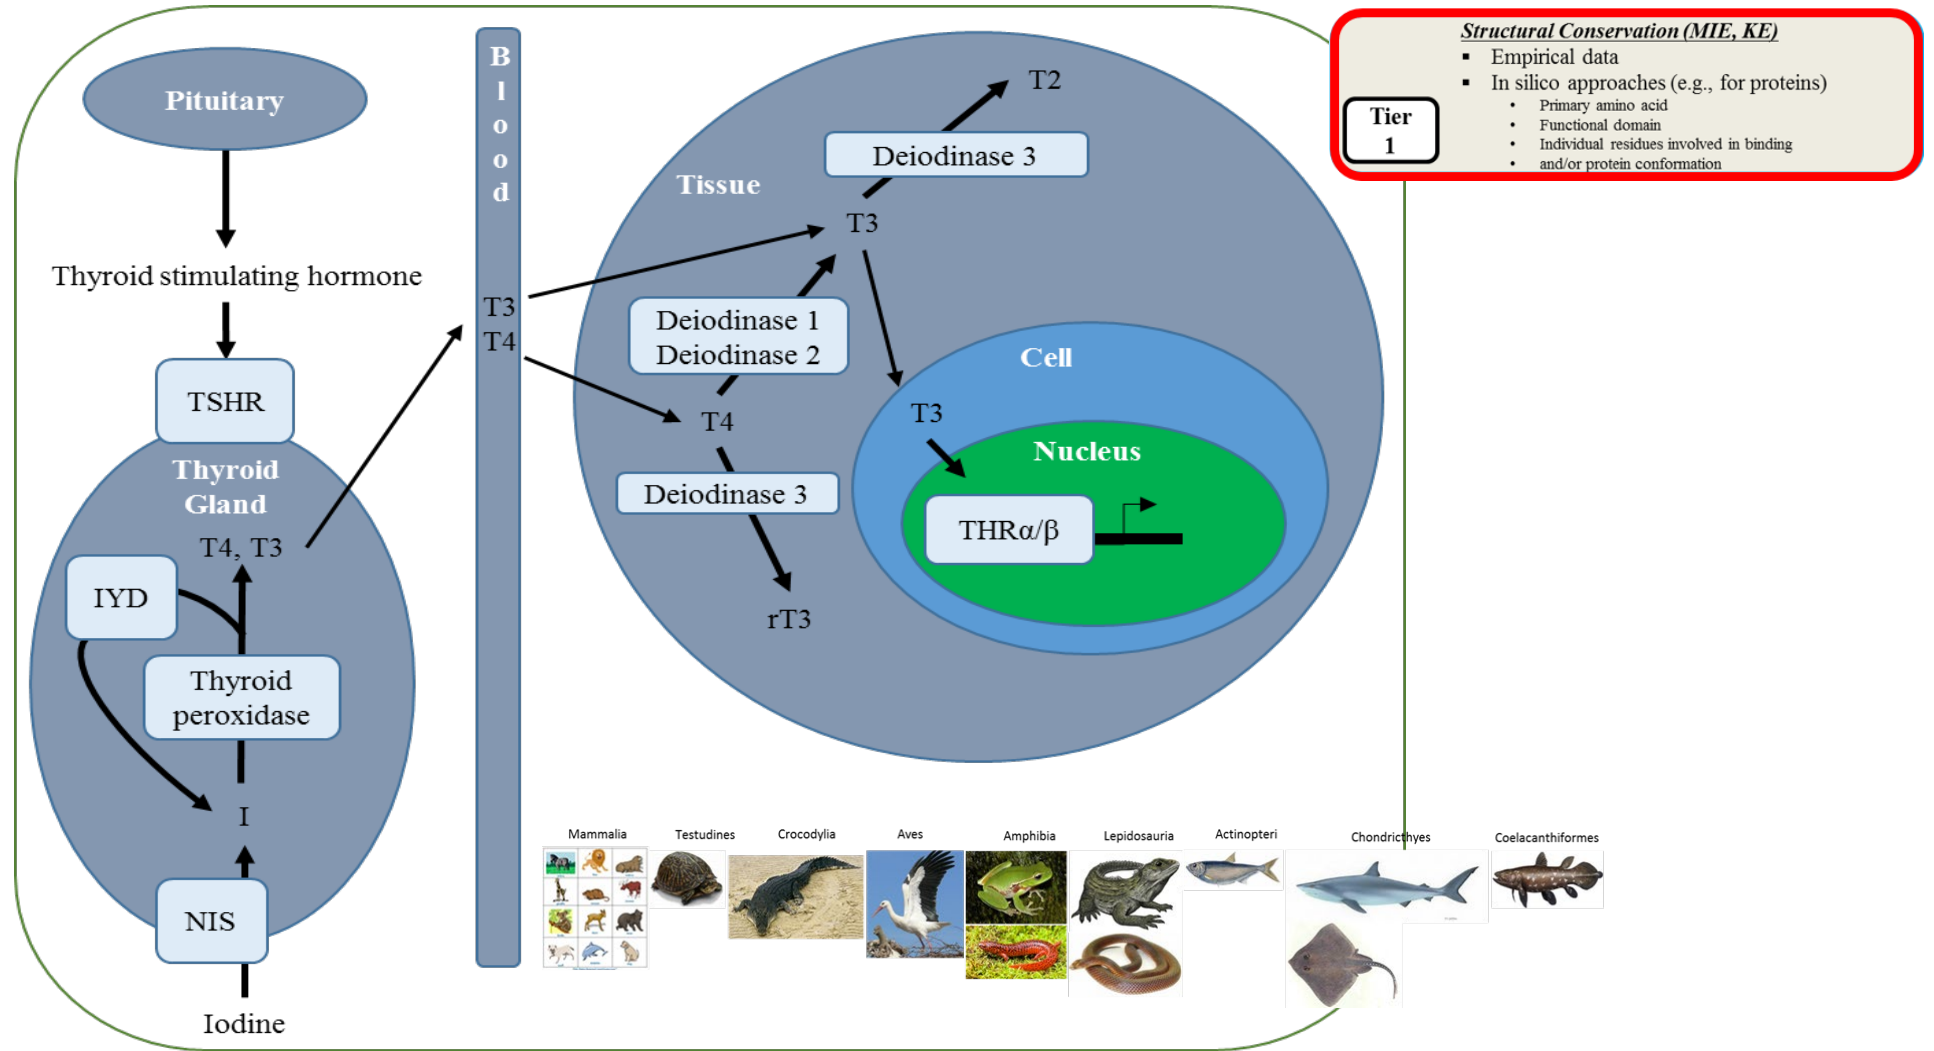 Pituitary
Thyroid stimulating hormone
TSHR
Thyroid
Gland
T4, T3
IYD
Thyroid
peroxidase
I
NIS
Iodine
B
l
o
o
d
T3
T4
Tissue
T2
Deiodinase 3
T3
Deiodinase 1
Deiodinase 2
T4
Deiodinase 3
rT3
Cell
T3
Nucleus
THRα/β
Structural Conservation (MIE, KE)
▪ Empirical data
▪ In silico approaches (e.g., for proteins)
• Primary amino acid
• Functional domain
• Individual residues involved in binding
• and/or protein conformation
Tier
1
Mammalia
Testudines
Crocodylia
Aves
Amphibia
Lepidosauria
Actinopteri
Chondricthyes
Coelacanthiformes